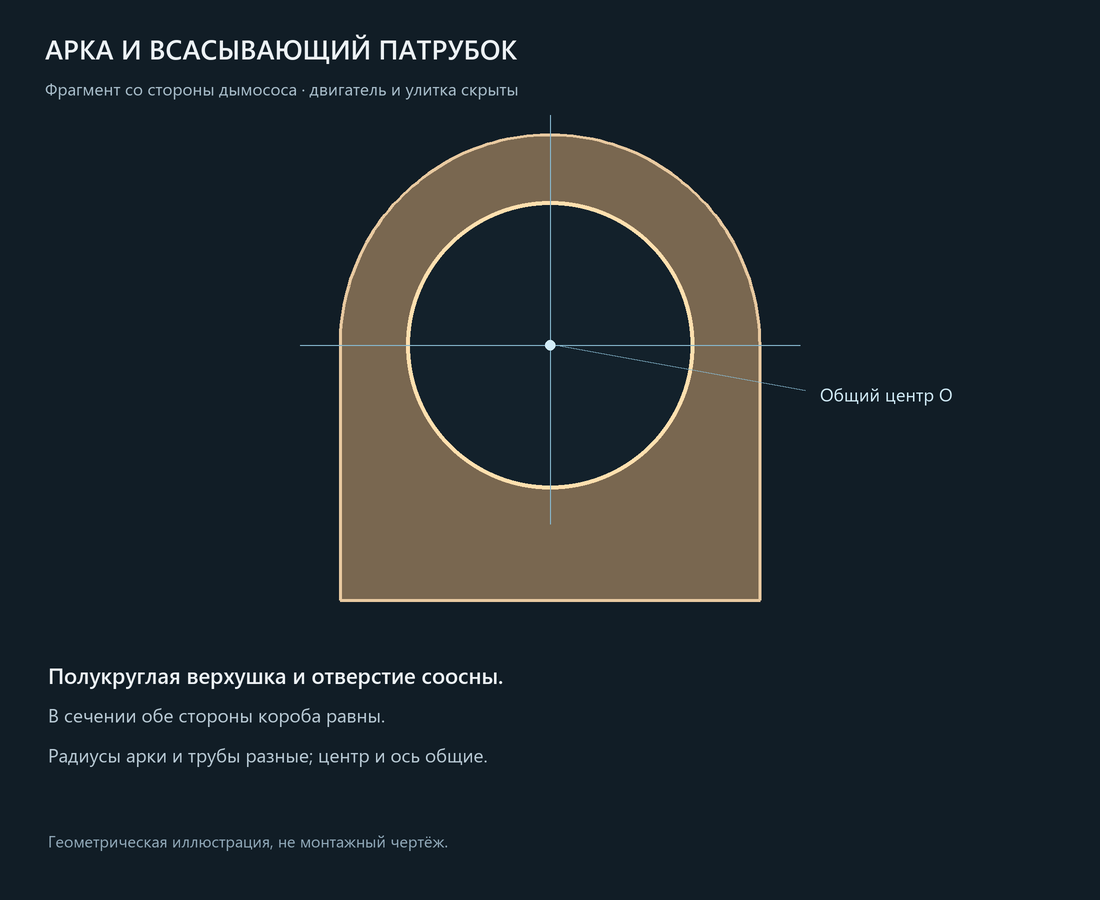 АРКА И ВСАСЫВАЮЩИЙ ПАТРУБОК
Фрагмент со стороны дымососа · двигатель и улитка скрыты
Общий центр O
Полукруглая верхушка и отверстие соосны.
В сечении обе стороны короба равны.
Радиусы арки и трубы разные; центр и ось общие.
Геометрическая иллюстрация, не монтажный чертёж.